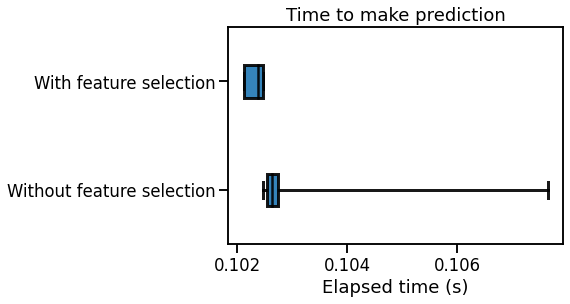 Time to make prediction
With feature selection
Without feature selection
0.102 0.104 0.106
Elapsed time (s)